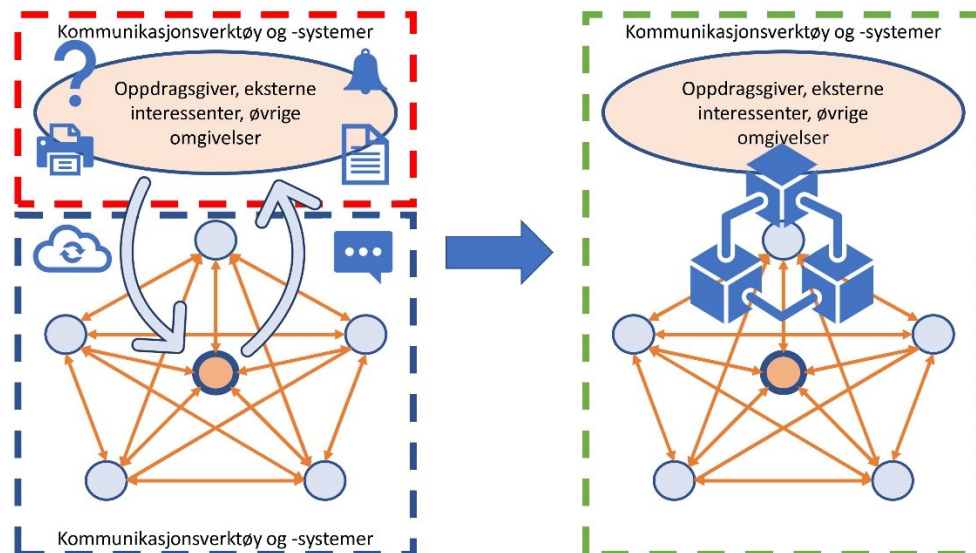 Kommunikasjonsverktøy og -systemer
Oppdragsgiver, eksterne
interessenter, øvrige
omgivelser
Kommunikasjonsverktøy og -systemer
Kommunikasjonsverktøy og -systemer
Oppdragsgiver, eksterne
interessenter, øvrige
omgivelser